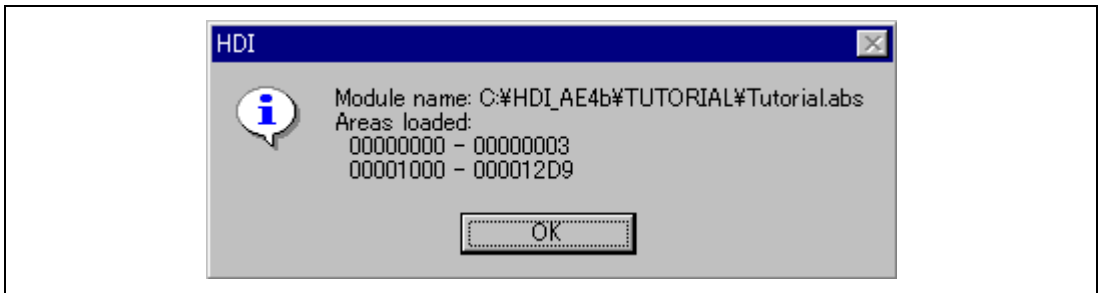 HDI
Module name: C:¥HDI_AE4b¥TUTORIAL¥Tutorial.abs
Areas loaded:
00000000 - 00000003
00001000 - 000012D9
OK